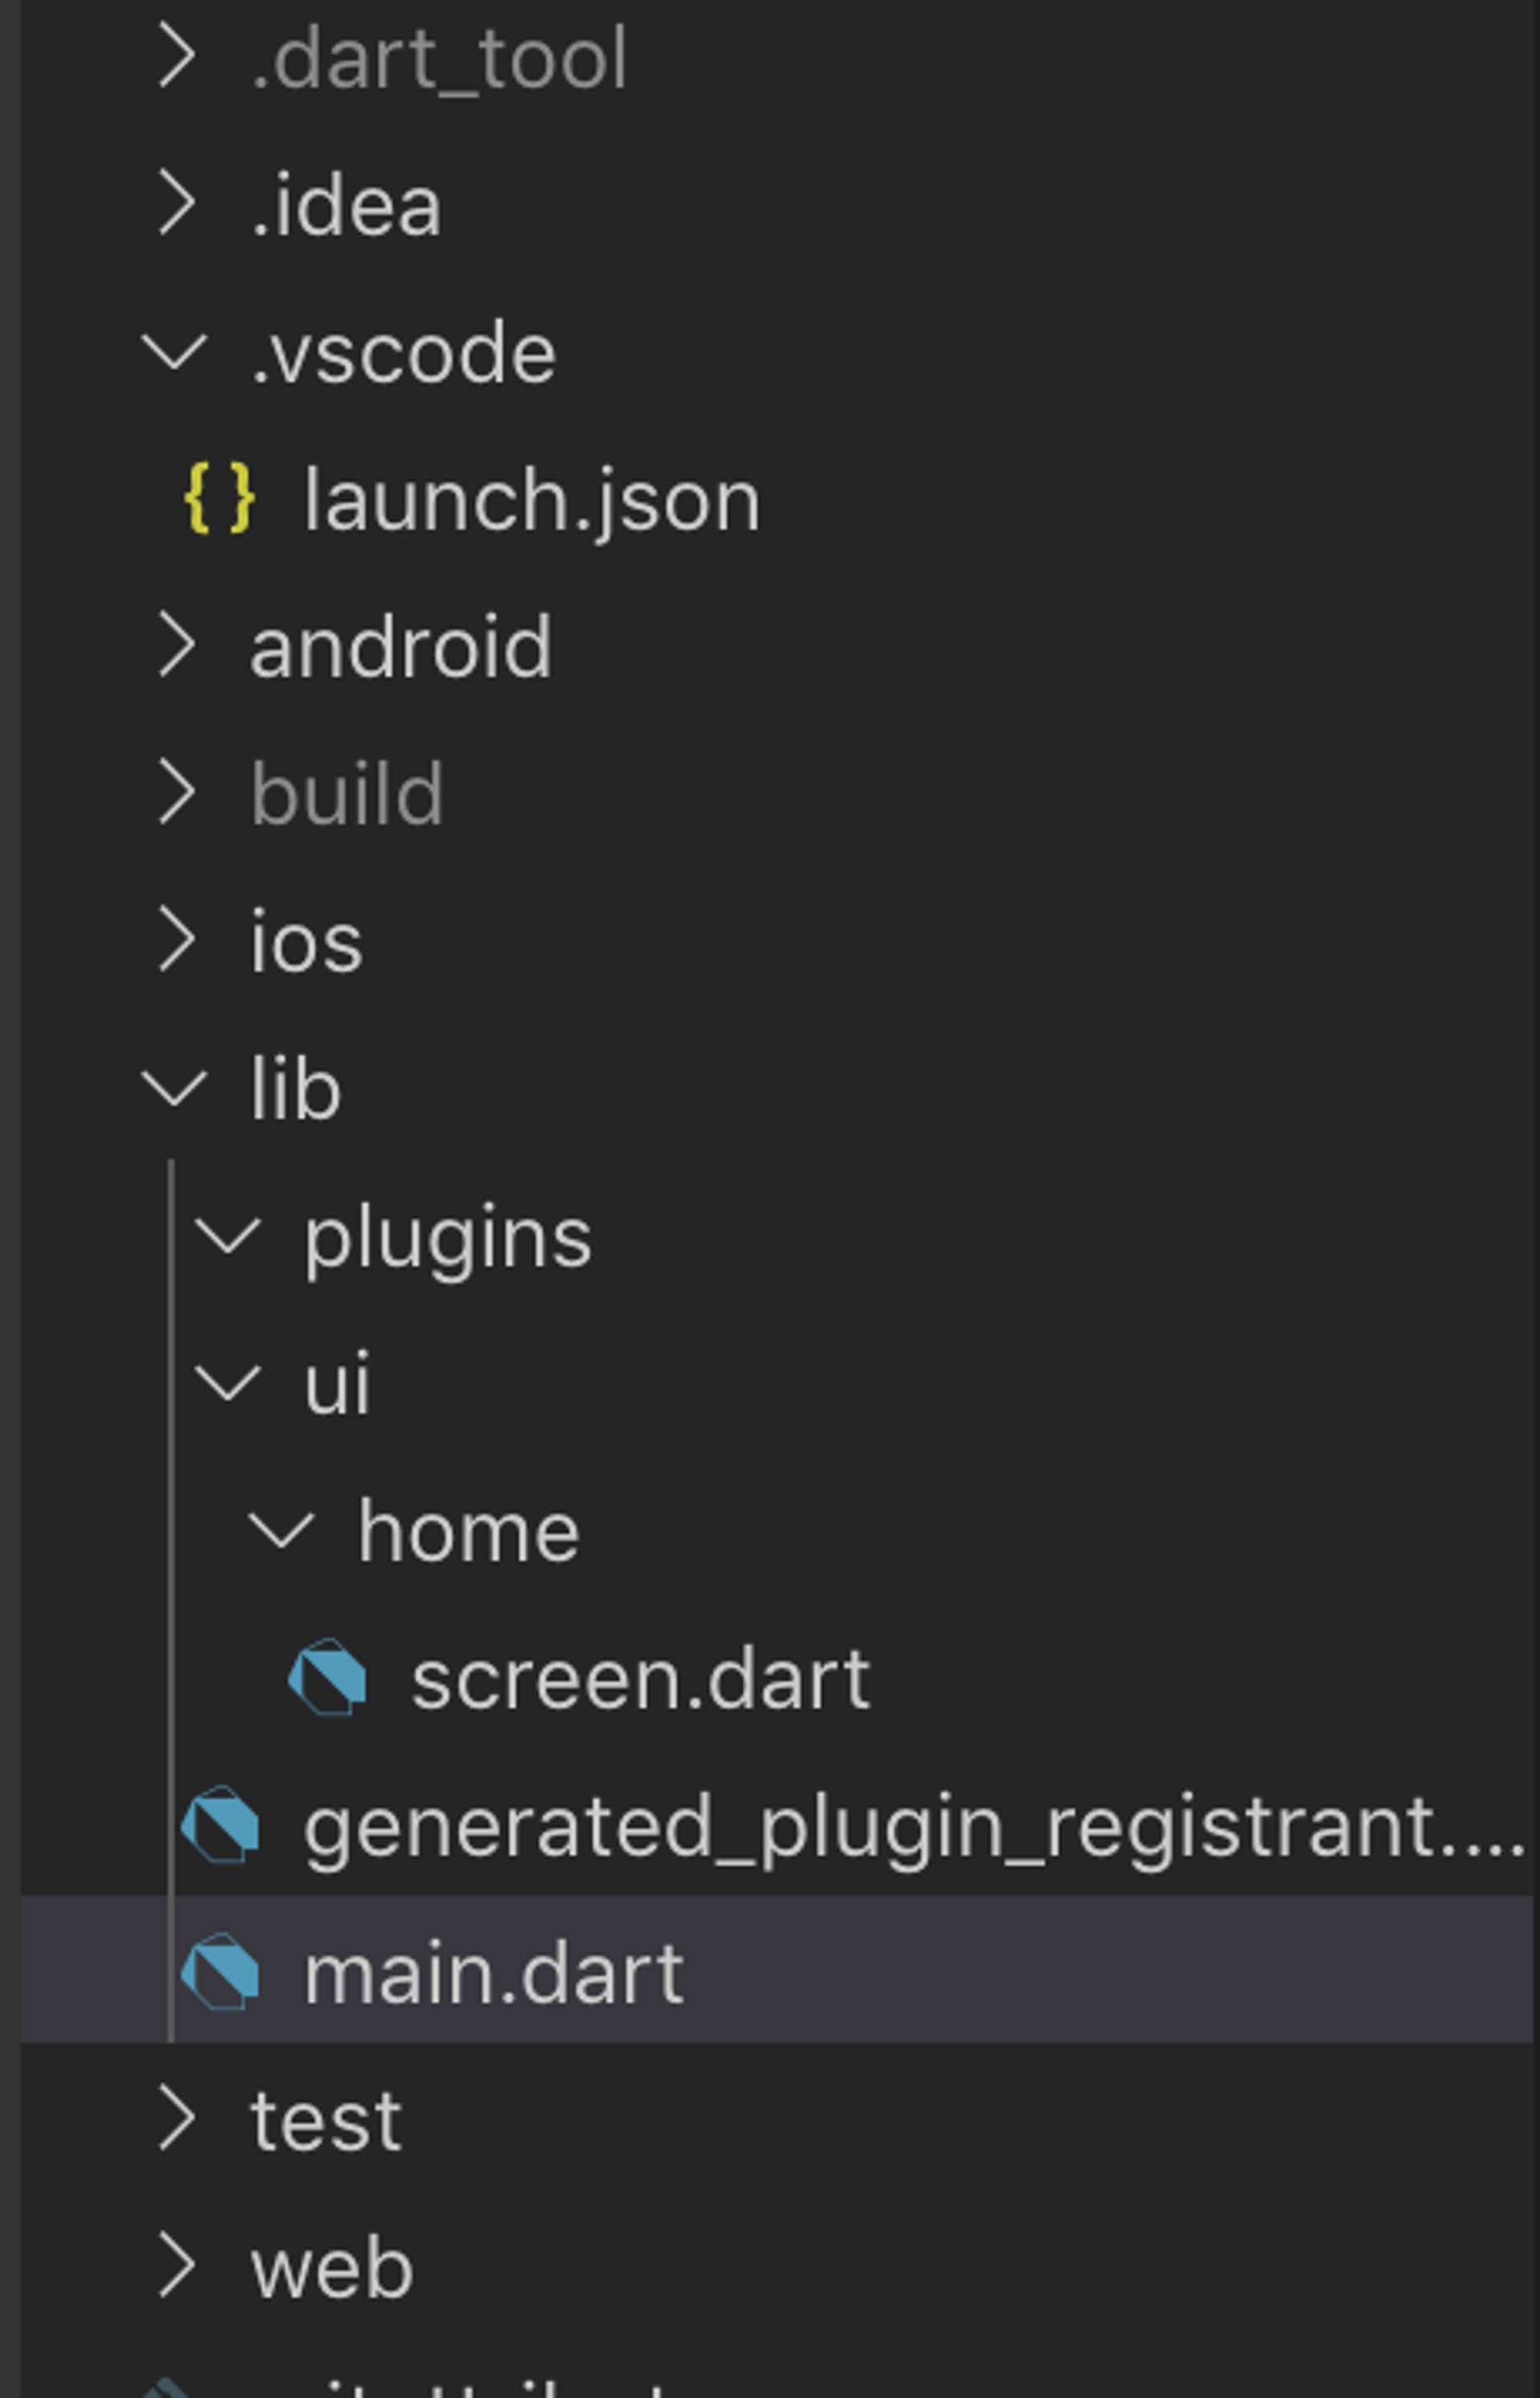 .dart_tool
.idea
.vscode
{ } launch.json
android
build
ios
lib
plugins
ui
home
screen.dart
generated_plugin_registrant....
main.dart
test
web